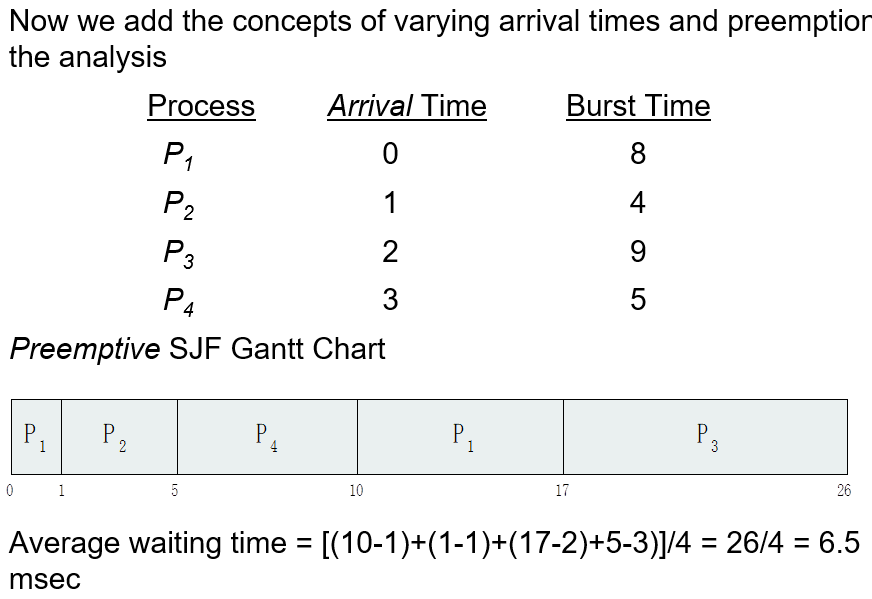 Now we add the concepts of varying arrival times and preemption
the analysis
Process Arrival Time Burst Time
P1 0 8
P2 1 4
P3 2 9
P4 3 5
Preemptive SJF Gantt Chart
P1 P2 P4 P1 P3
0 1 5 10 17 26
Average waiting time = [(10-1)+(1-1)+(17-2)+5-3)]/4 = 26/4 = 6.5
msec